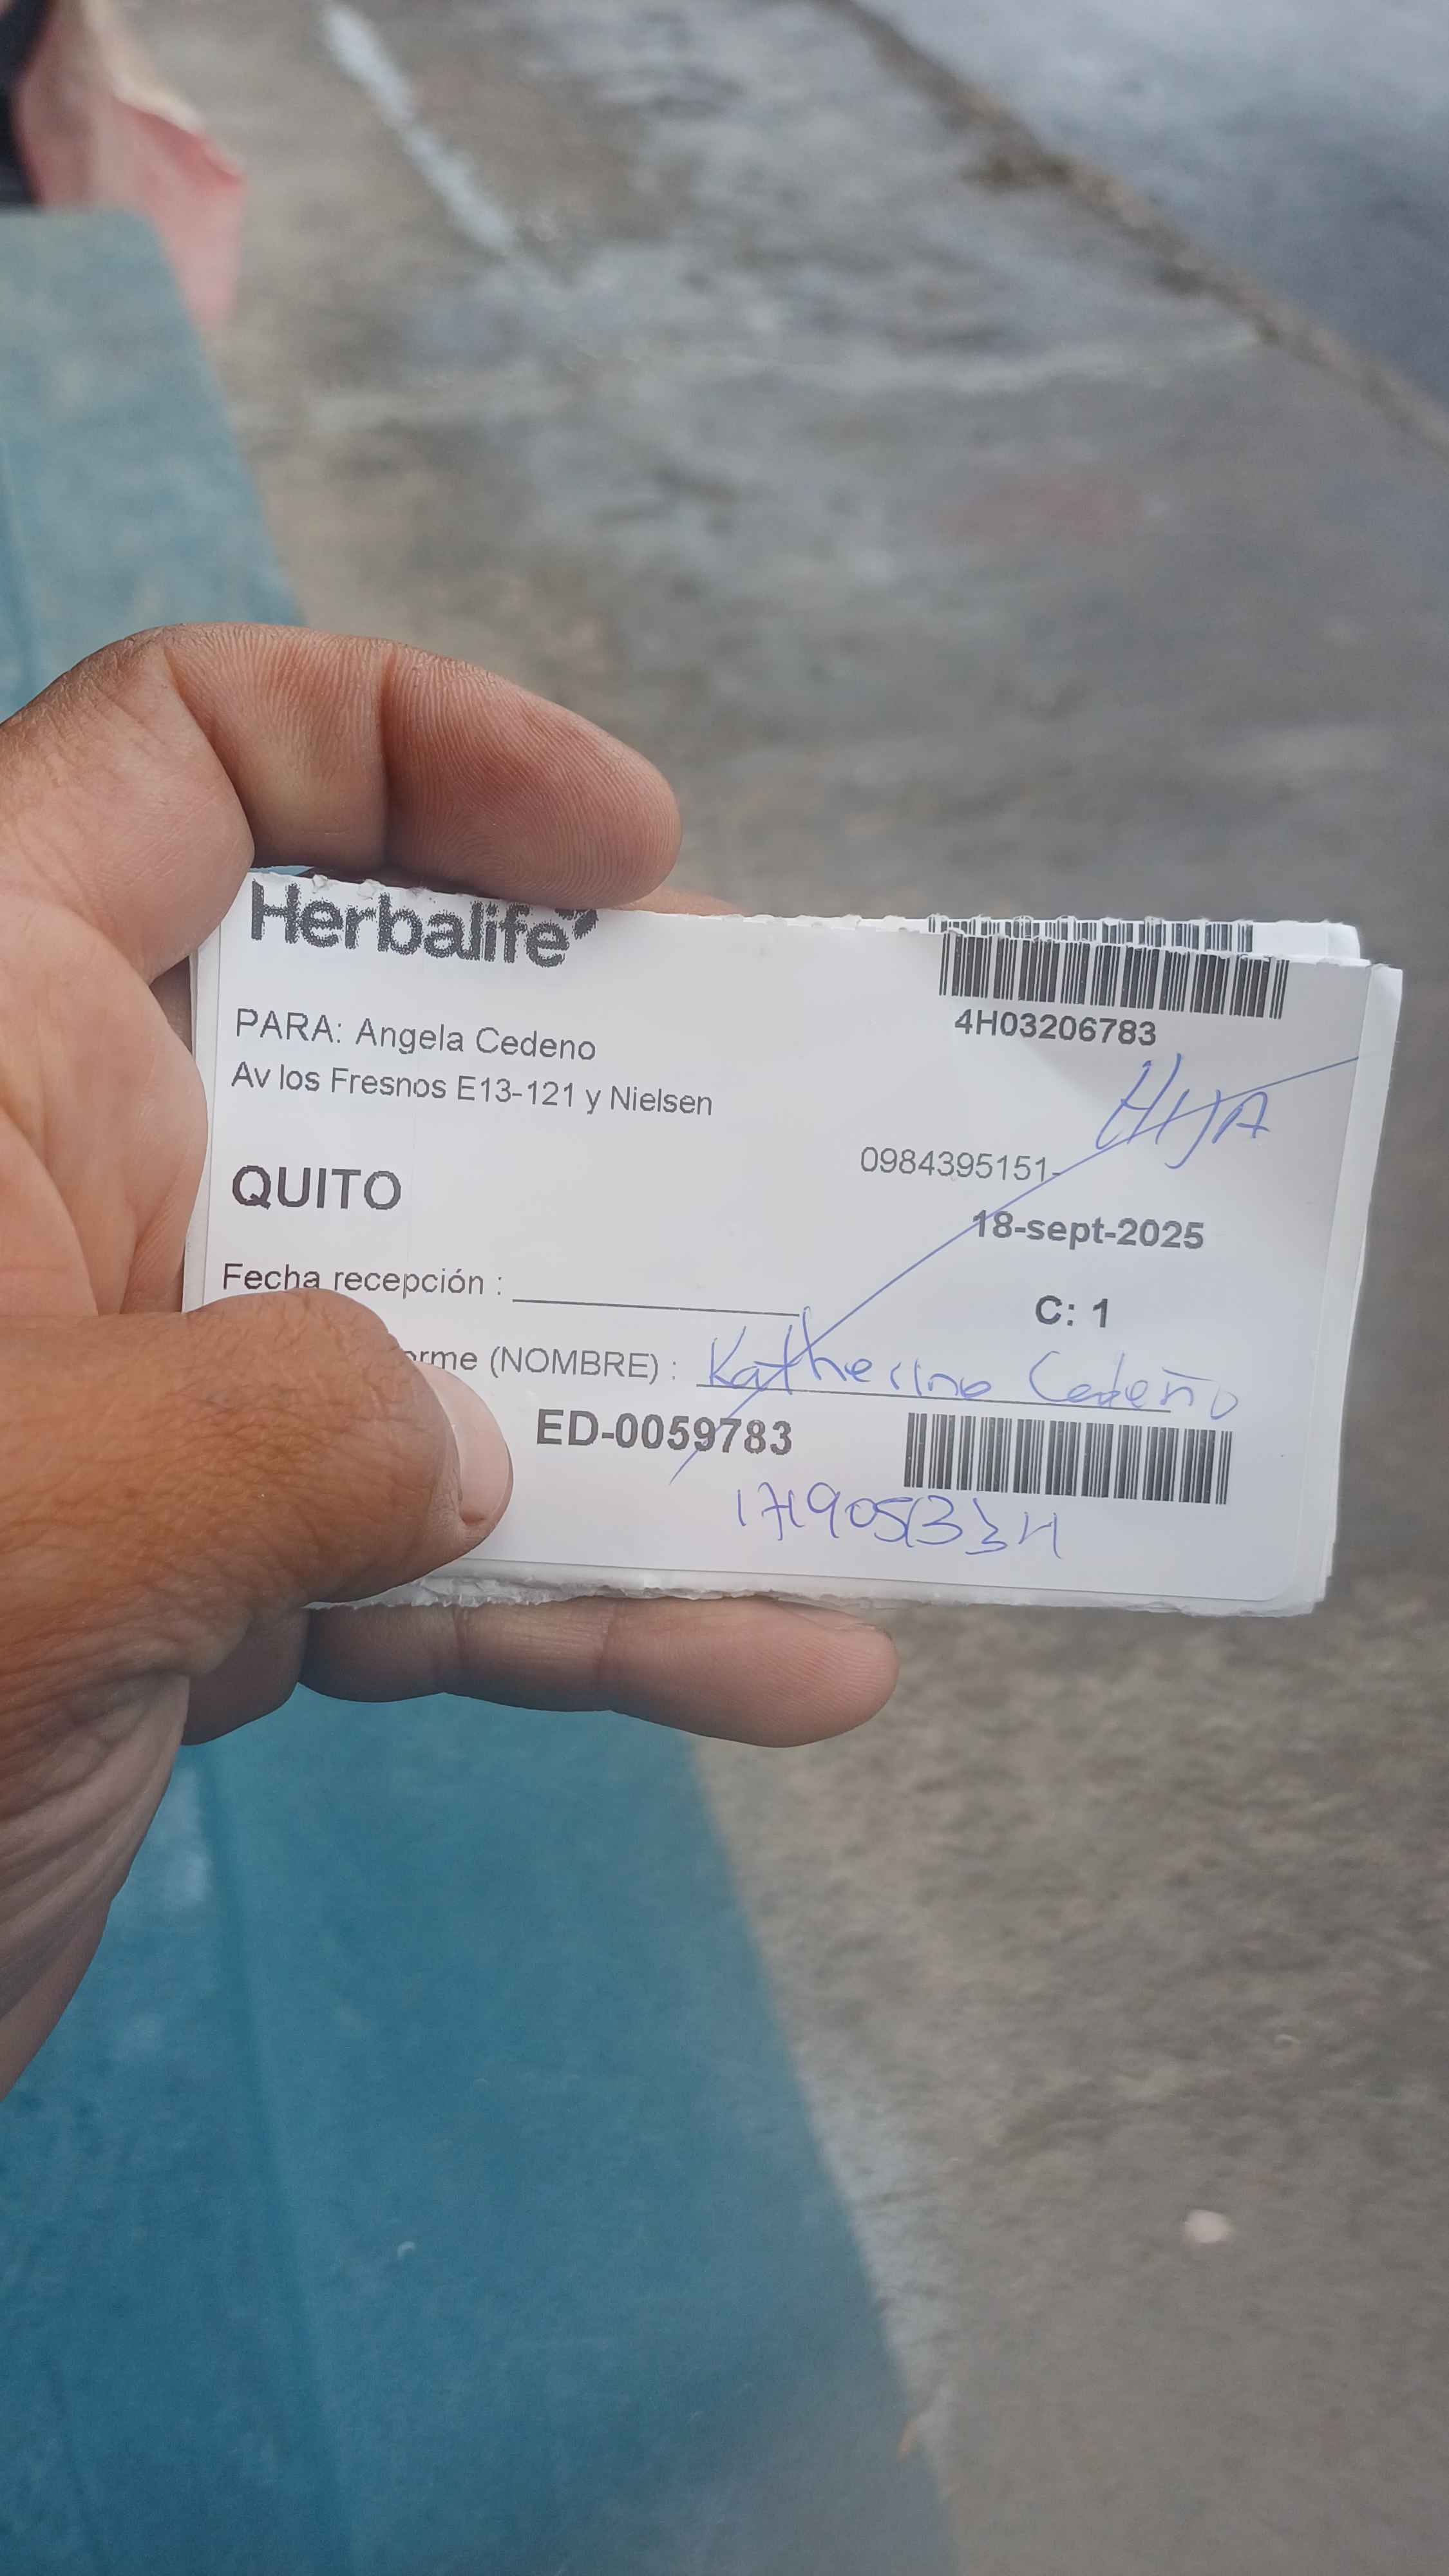 Herbalife
4H03206783
PARA: Angela Cedeno
HIJA
Av los Fresnos E13-121 y Nielsen
0984395151-
QUITO
18-sept-2025
Fecha recepción :
C: 1
orme (NOMBRE) : Katherine Cedeño
ED-0059783